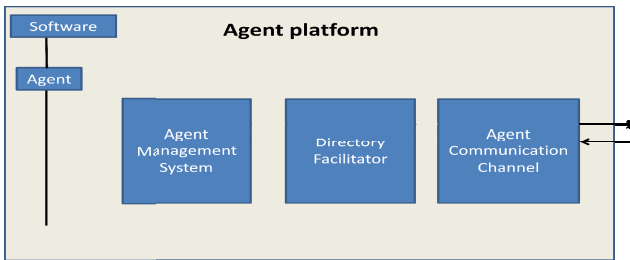 Software
Agent platform
Agent
Agent
Management
System
Directory
Facilitator
Agent
Communication
Channel